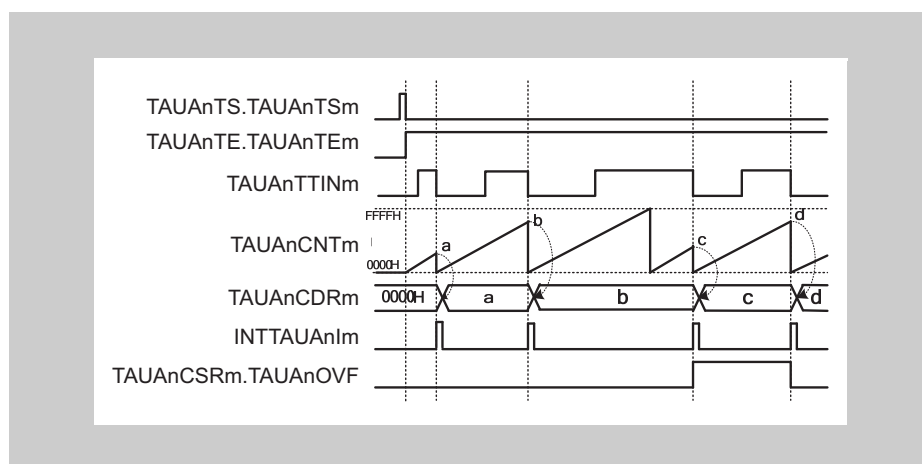 TAUAnTS.TAUAnTSm
TAUAnTE.TAUAnTEm
TAUAnTTINm
FFFFH
TAUAnCNTm
0000H
a
b
c
d
TAUAnCDRm
0000H
a
b
c
d
INTTAUAnIm
TAUAnCSRm.TAUAnOVF